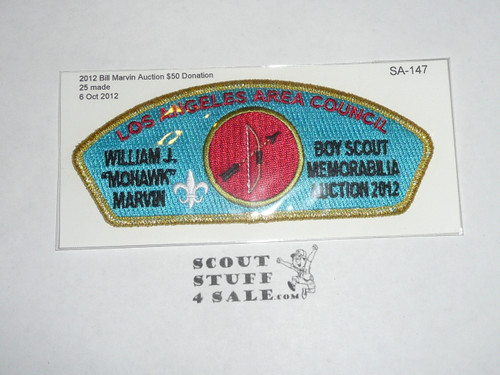 2012 Bill Marvin Auction $50 Donation
25 made
6 Oct 2012
SA-147
LOS ANGELES AREA COUNCIL
WILLIAM J.
"MOHAWK"
MARVIN
BOY SCOUT
MEMORABILIA
AUCTION 2012
SCOUT
STUFF
4 SALE.com